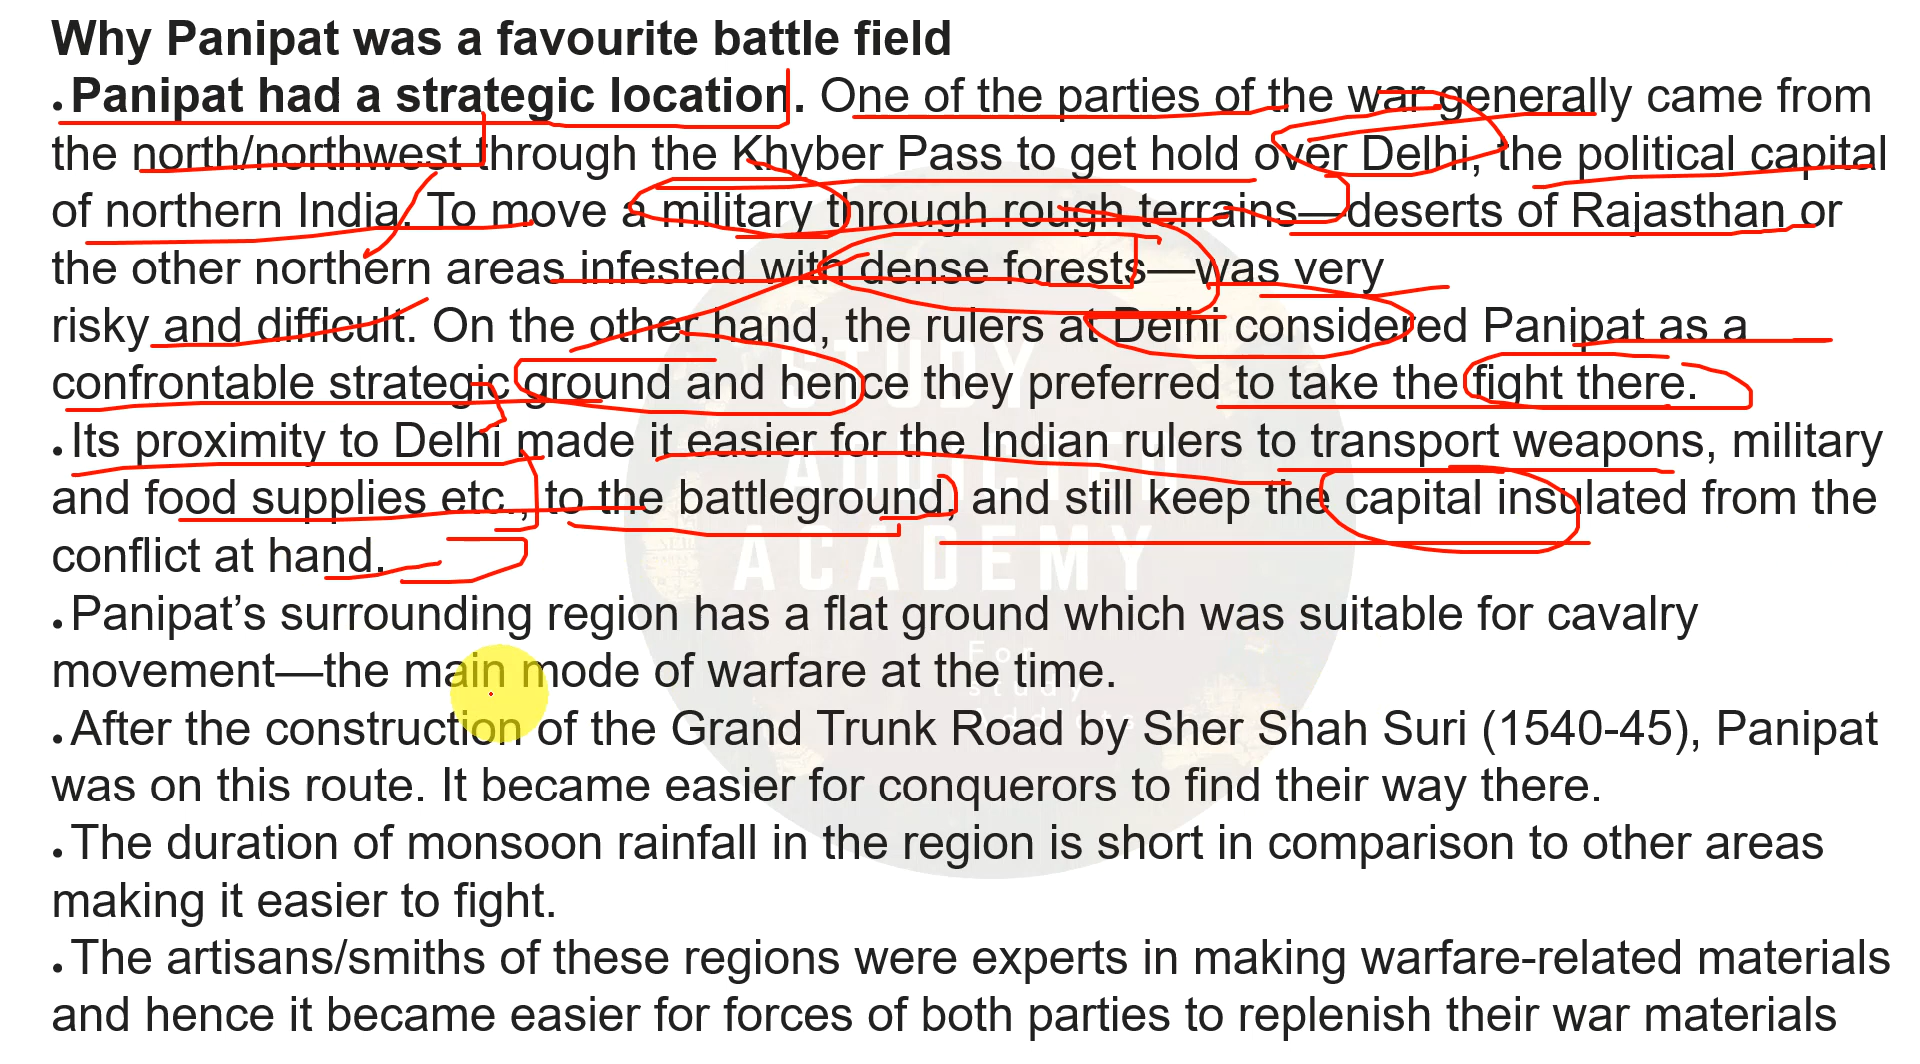 Why Panipat was a favourite battle field
•Panipat had a strategic location. One of the parties of the war generally came from
the north/northwest through the Khyber Pass to get hold over Delhi, the political capital
of northern India. To move a military through rough terrains—deserts of Rajasthan or
the other northern areas infested with dense forests—was very
risky and difficult. On the other hand, the rulers at Delhi considered Panipat as a
confrontable strategic ground and hence they preferred to take the fight there.
•Its proximity to Delhi made it easier for the Indian rulers to transport weapons, military
and food supplies etc., to the battleground, and still keep the capital insulated from the
conflict at hand.
•Panipat’s surrounding region has a flat ground which was suitable for cavalry
movement—the main mode of warfare at the time.
•After the construction of the Grand Trunk Road by Sher Shah Suri (1540-45), Panipat
was on this route. It became easier for conquerors to find their way there.
•The duration of monsoon rainfall in the region is short in comparison to other areas
making it easier to fight.
•The artisans/smiths of these regions were experts in making warfare-related materials
and hence it became easier for forces of both parties to replenish their war materials
STUDY
ACADEMY
For
study